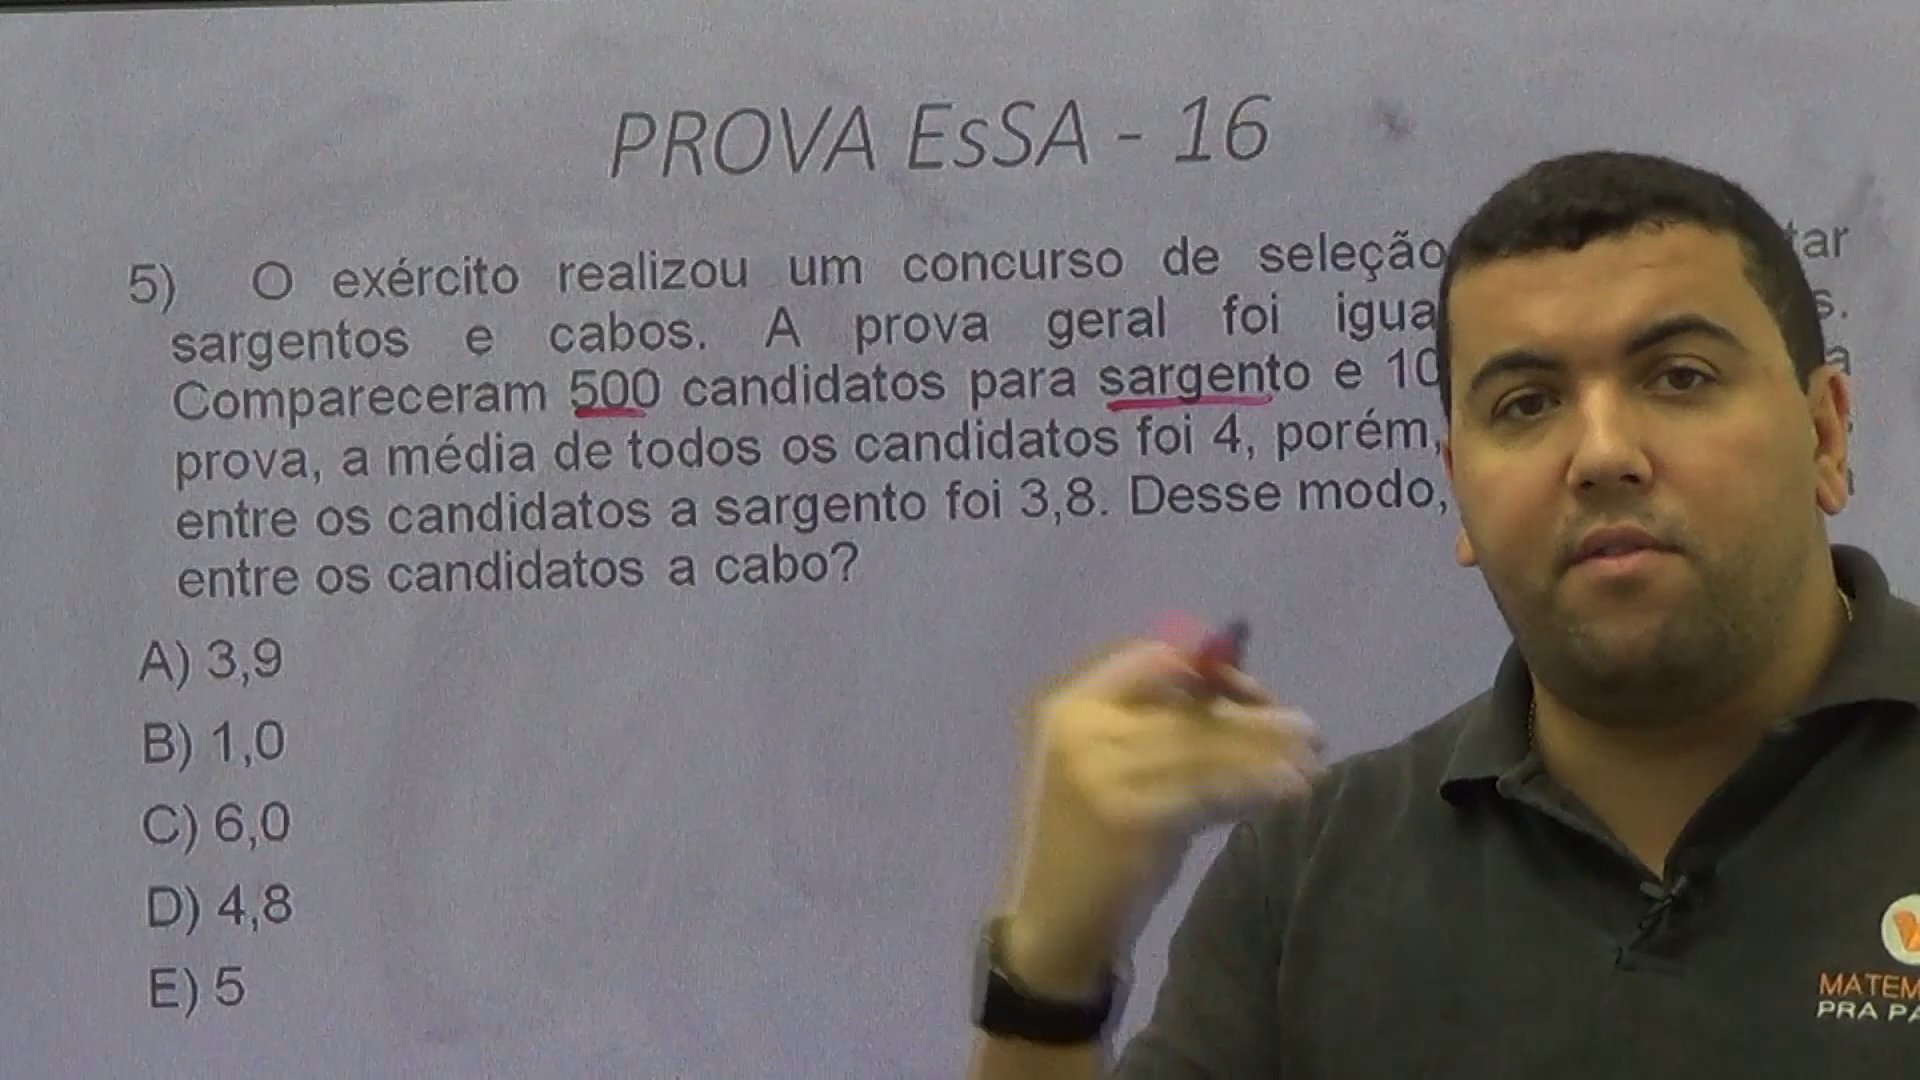 PROVA EsSA - 16
5) O exército realizou um concurso de seleção
sargentos e cabos. A prova geral foi
Compareceram 500 candidatos para sargento e 10
prova, a média de todos os candidatos foi 4, porém,
entre os candidatos a sargento foi 3,8. Desse modo,
entre os candidatos a cabo?
A) 3,9
B) 1,0
C) 6,0
D) 4,8
E) 5
MATEM
PRA PA